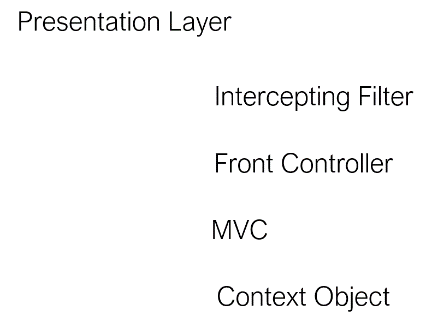 Presentation Layer
Intercepting Filter
Front Controller
MVC
Context Object